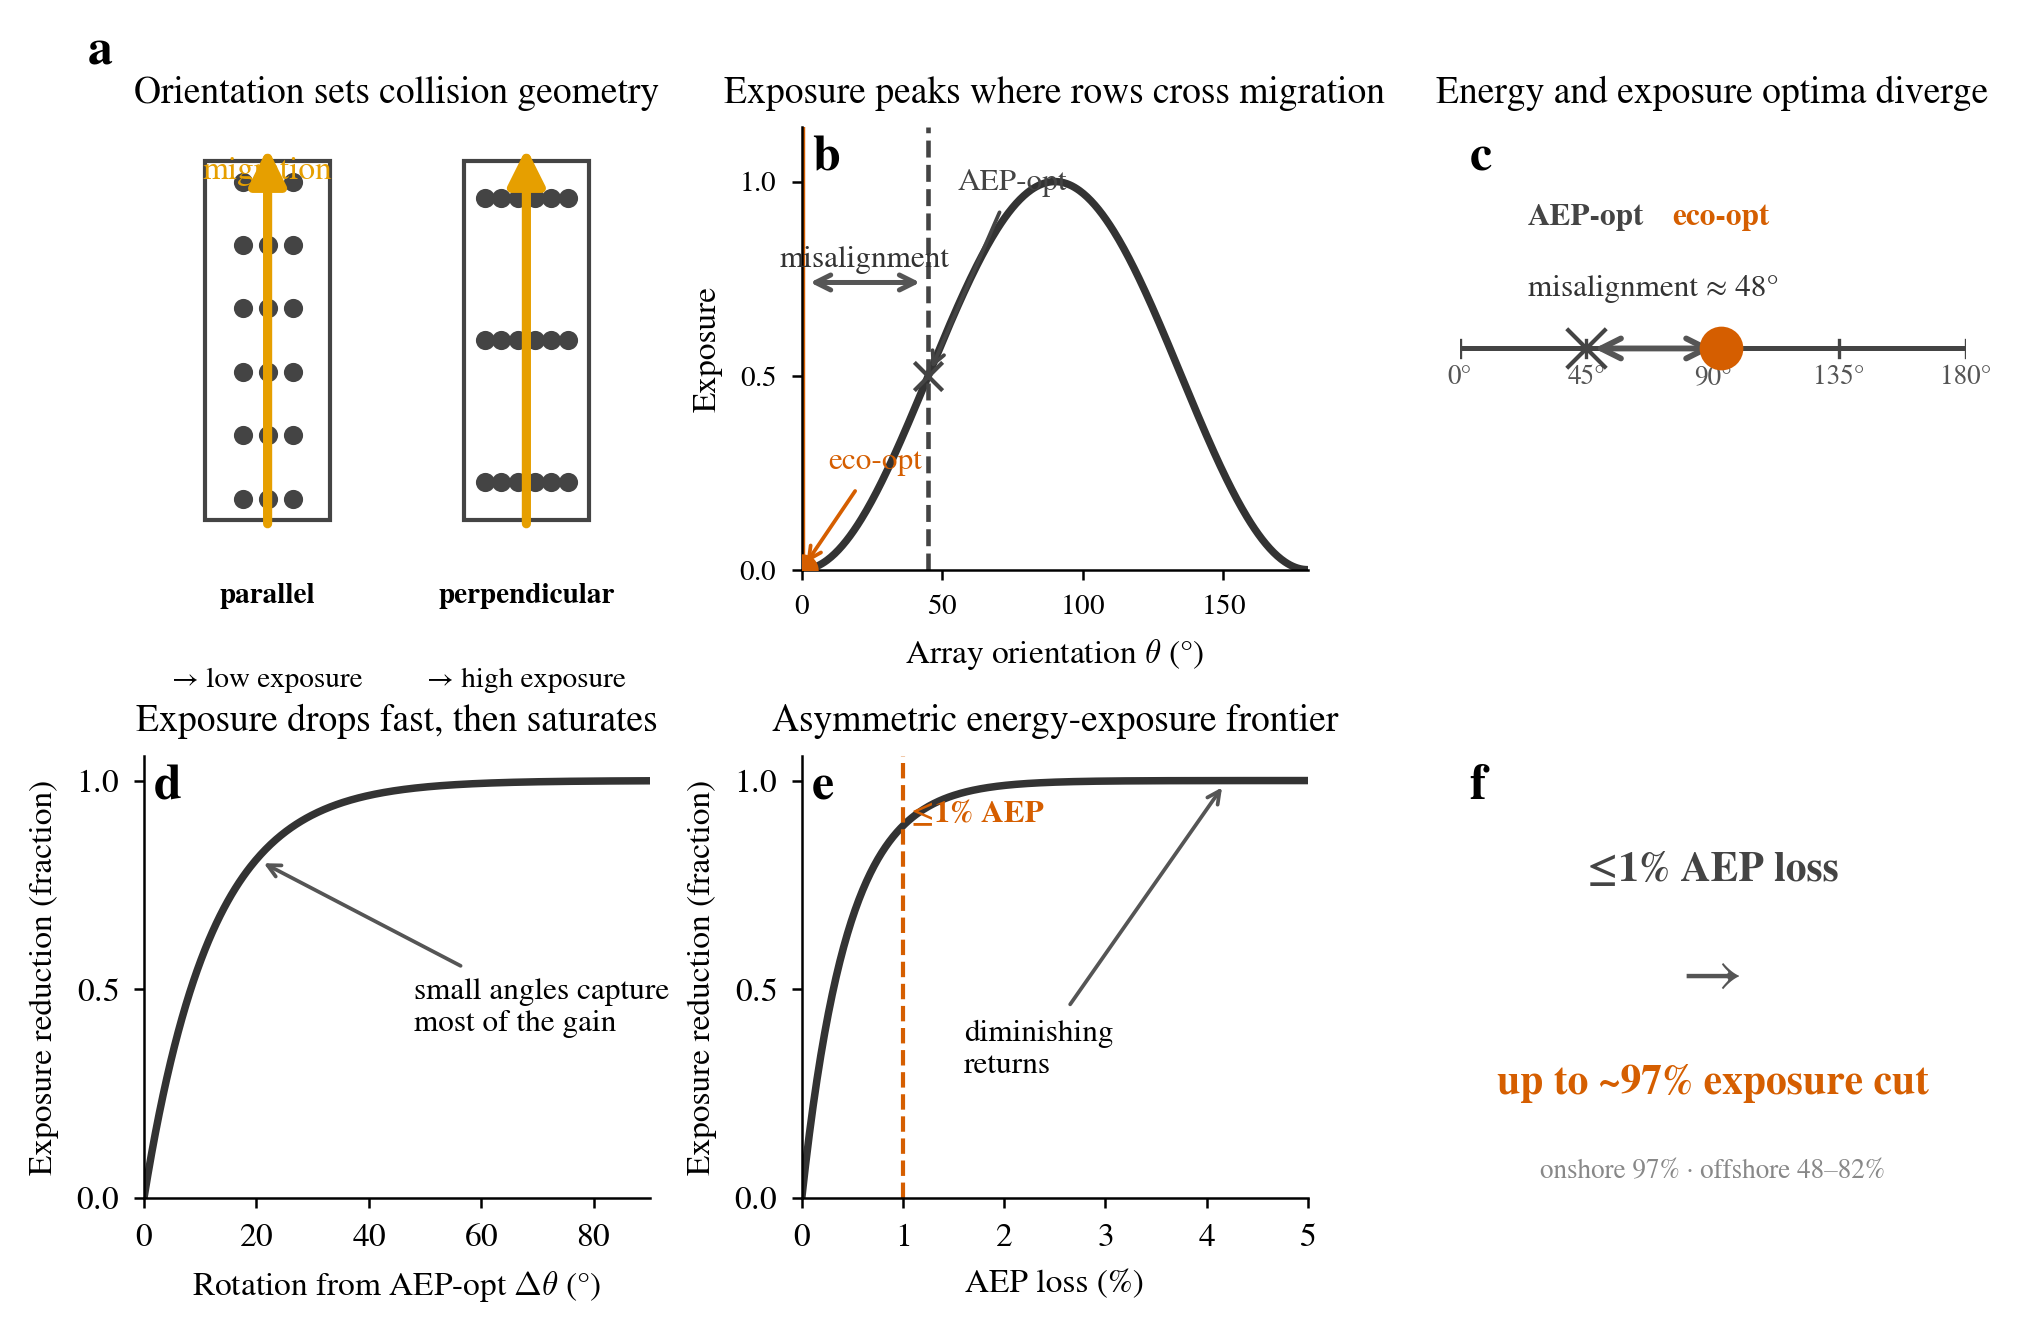 a
Orientation sets collision geometry
migration
parallel
perpendicular
→ low exposure
→ high exposure
Exposure peaks where rows cross migration
b
AEP-opt
misalignment
eco-opt
Exposure
1.0
0.5
0.0
0
50
100
150
Array orientation θ (°)
Energy and exposure optima diverge
c
AEP-opt
eco-opt
misalignment ≈ 48°
0°
45°
90°
135°
180°
Exposure drops fast, then saturates
d
Exposure reduction (fraction)
1.0
0.5
0.0
small angles capture
most of the gain
0
20
40
60
80
Rotation from AEP-opt Δθ (°)
Asymmetric energy-exposure frontier
e
Exposure reduction (fraction)
1.0
0.5
0.0
≤1% AEP
diminishing
returns
0
1
2
3
4
5
AEP loss (%)
f
≤1% AEP loss
→
up to ~97% exposure cut
onshore 97% · offshore 48–82%